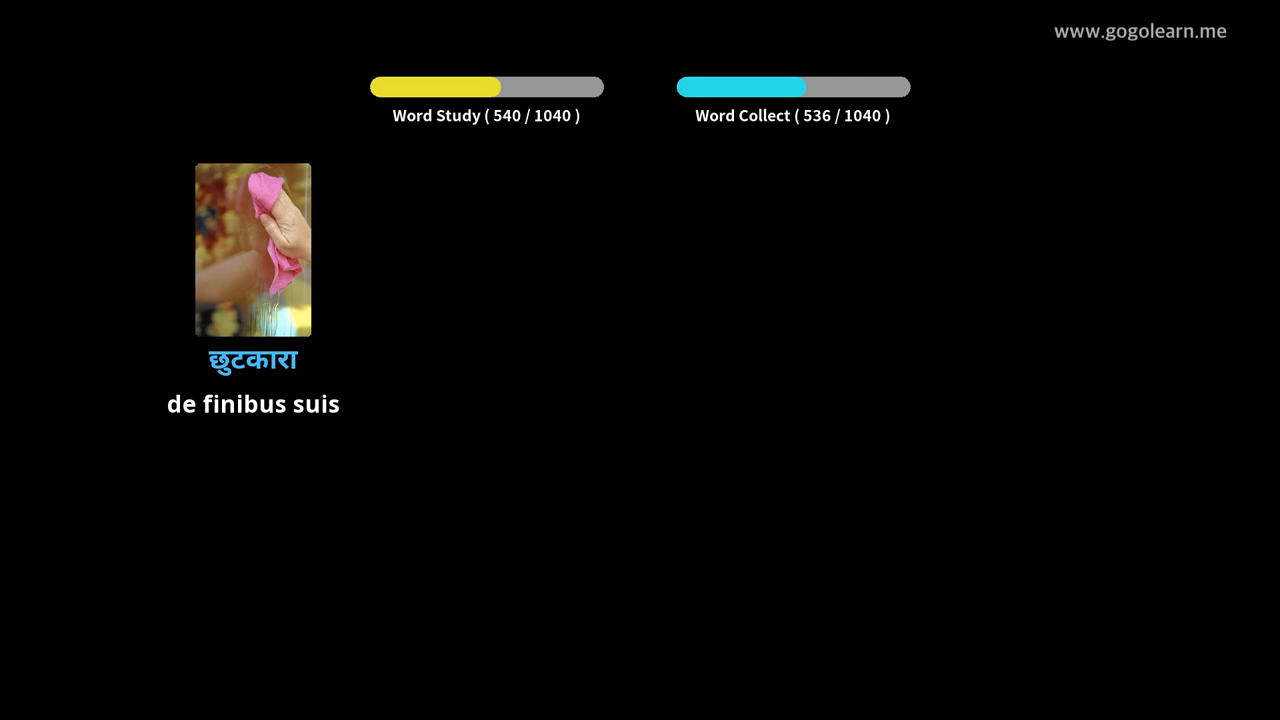 www.gogolearn.me
Word Study ( 540 / 1040 )
Word Collect ( 536 / 1040 )
छुटकारा
de finibus suis